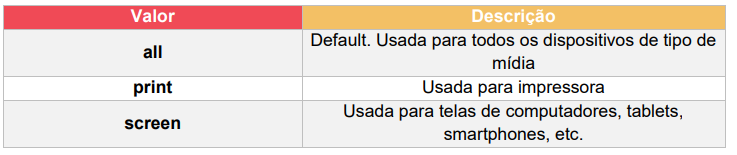 Valor Descrição
all Default. Usada para todos os dispositivos de tipo de
mídia
print Usada para impressora
screen Usada para telas de computadores, tablets,
smartphones, etc.